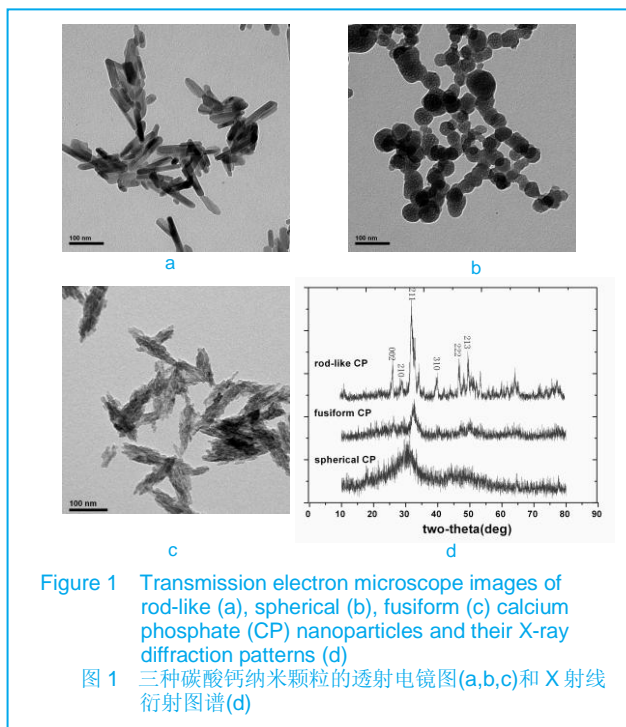 100 nm
a
100 nm
b
100 nm
c
211
002
210
310
222
213
rod-like CP
fusiform CP
spherical CP
0 10 20 30 40 50 60 70 80 90
two-theta(deg)
d
Figure 1 Transmission electron microscope images of
rod-like (a), spherical (b), fusiform (c) calcium
phosphate (CP) nanoparticles and their X-ray
diffraction patterns (d)
图 1 三种碳酸钙纳米颗粒的透射电镜图(a,b,c)和 X 射线
衍射图谱(d)